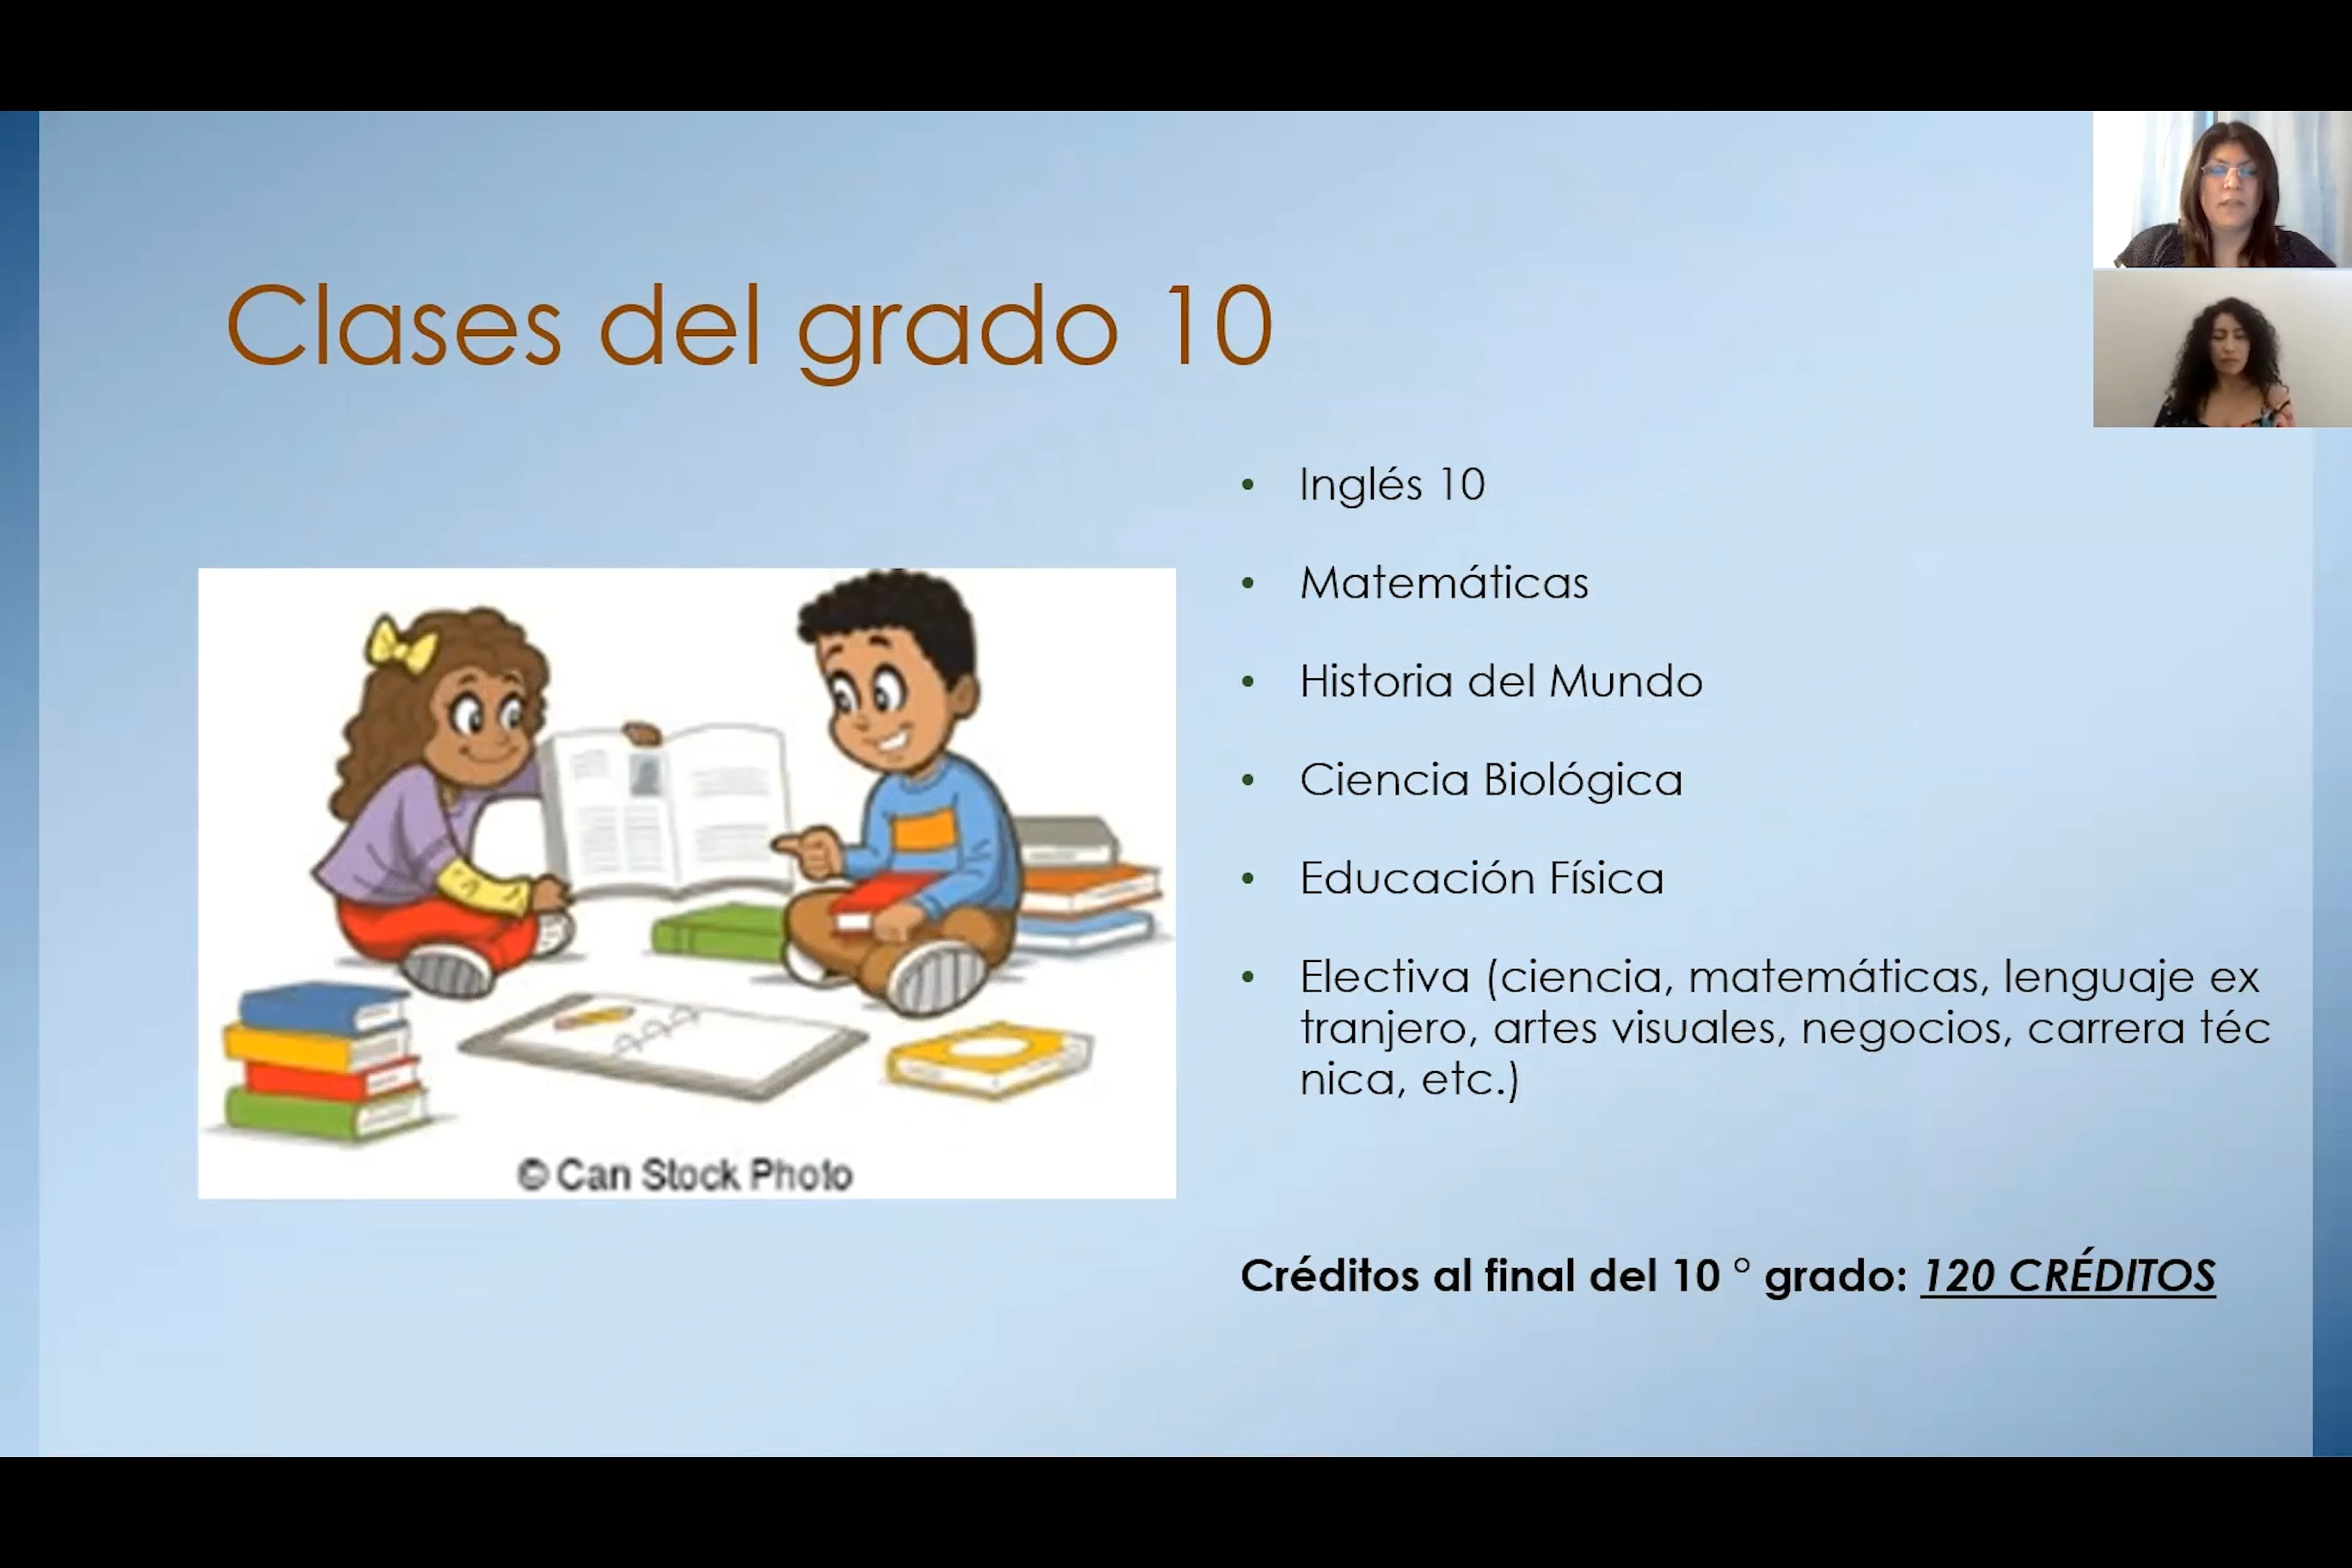 Clases del grado 10
• Inglés 10
• Matemáticas
• Historia del Mundo
• Ciencia Biológica
• Educación Física
• Electiva (ciencia, matemáticas, lenguaje ex
tranjero, artes visuales, negocios, carrera téc
nica, etc.)
© Can Stock Photo
Créditos al final del 10 ° grado: 120 CRÉDITOS